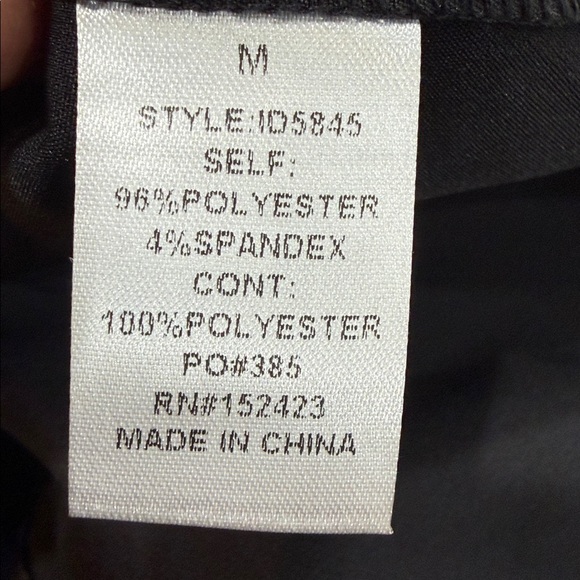 M
STYLE:ID5845
SELF:
96%POLYESTER
4%SPANDEX
CONT:
100%POLYESTER
PO#385
RN#152423
MADE IN CHINA